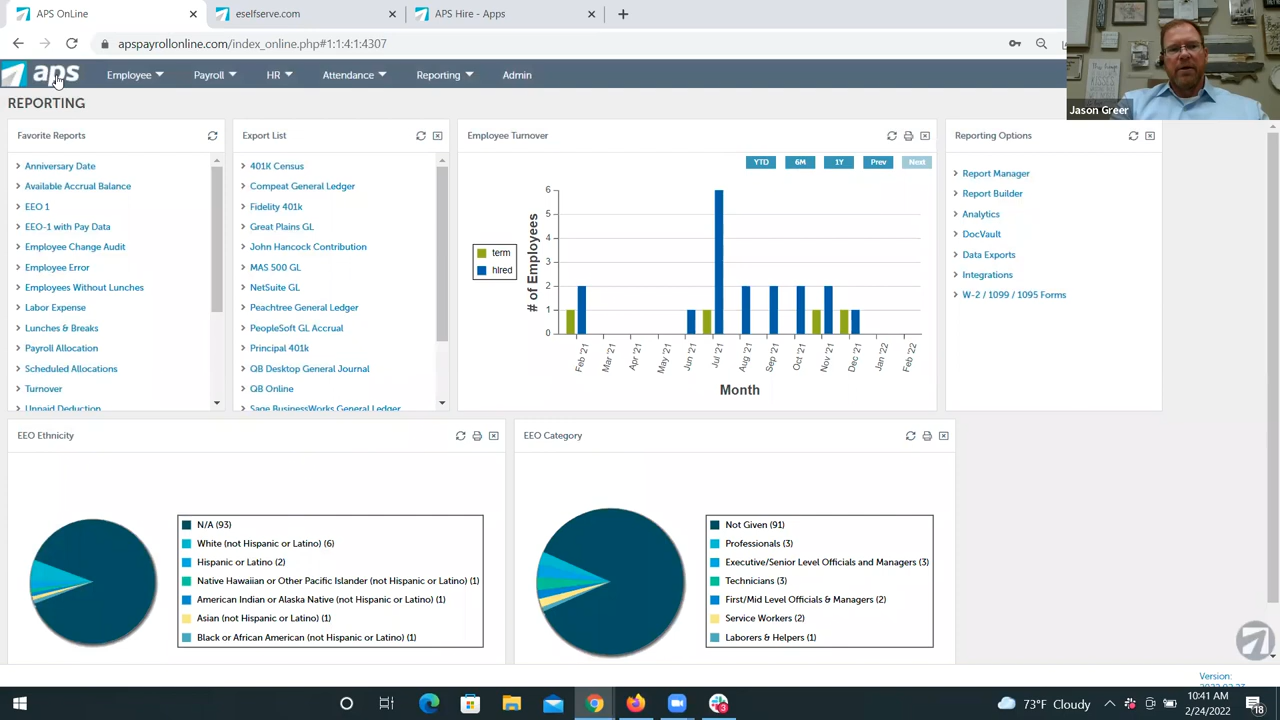 APS OnLine
eselfserve.com
APS Hire - Apps
apspayrollonline.com/index_online.php#1:1:4:1:4307
aps
Employee
Payroll
HR
Attendance
Reporting
Admin
Jason Greer
REPORTING
Favorite Reports
Anniversary Date
Available Accrual Balance
EEO 1
EEO-1 with Pay Data
Employee Change Audit
Employee Error
Employees Without Lunches
Labor Expense
Lunches & Breaks
Payroll Allocation
Scheduled Allocations
Turnover
Unpaid Deduction
Export List
401K Census
Compeat General Ledger
Fidelity 401k
Great Plains GL
John Hancock Contribution
MAS 500 GL
NetSuite GL
Peachtree General Ledger
PeopleSoft GL Accrual
Principal 401k
QB Desktop General Journal
QB Online
Sage BusinessWorks General Ledger
Employee Turnover
YTD
6M
1Y
Prev
Next
term
hired
# of Employees
6
5
4
3
2
1
0
Feb '21
Mar '21
Apr '21
May '21
Jun '21
Jul '21
Aug '21
Sep '21
Oct '21
Nov '21
Dec '21
Jan '22
Feb '22
Month
Reporting Options
Report Manager
Report Builder
Analytics
DocVault
Data Exports
Integrations
W-2 / 1099 / 1095 Forms
EEO Ethnicity
N/A (93)
White (not Hispanic or Latino) (6)
Hispanic or Latino (2)
Native Hawaiian or Other Pacific Islander (not Hispanic or Latino) (1)
American Indian or Alaska Native (not Hispanic or Latino) (1)
Asian (not Hispanic or Latino) (1)
Black or African American (not Hispanic or Latino) (1)
EEO Category
Not Given (91)
Professionals (3)
Executive/Senior Level Officials and Managers (3)
Technicians (3)
First/Mid Level Officials & Managers (2)
Service Workers (2)
Laborers & Helpers (1)
Version:
3
73°F Cloudy
10:41 AM
2/24/2022
18